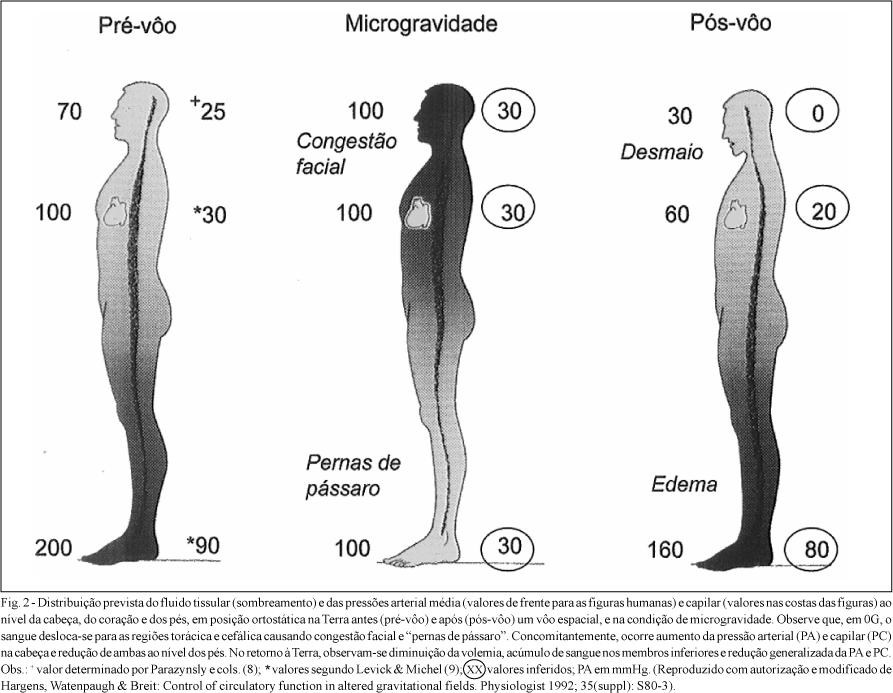 Pré-vôo Microgravidade Pós-vôo
70 +25 100 30 30 0
Congestão
facial
Desmaio
100 *30 100 30 60 20
Pernas de
pássaro
Edema
200 *90 100 30 160 80
Fig. 2 - Distribuição prevista do fluido tissular (sombreamento) e das pressões arterial média (valores de frente para as figuras humanas) e capilar (valores nas costas das figuras) ao
nível da cabeça, do coração e dos pés, em posição ortostática na Terra antes (pré-vôo) e após (pós-vôo) um vôo espacial, e na condição de microgravidade. Observe que, em 0G, o
sangue desloca-se para as regiões torácica e cefálica causando congestão facial e “pernas de pássaro”. Concomitantemente, ocorre aumento da pressão arterial (PA) e capilar (PC)
na cabeça e redução de ambas ao nível dos pés. No retorno à Terra, observam-se diminuição da volemia, acúmulo de sangue nos membros inferiores e redução generalizada da PA e PC.
Obs.: + valor determinado por Parazynsly e cols. (8); * valores segundo Levick & Michel (9); XX valores inferidos; PA em mmHg. (Reproduzido com autorização e modificado de
Hargens, Watenpaugh & Breit: Control of circulatory function in altered gravitational fields. Physiologist 1992; 35(suppl): S80-3).